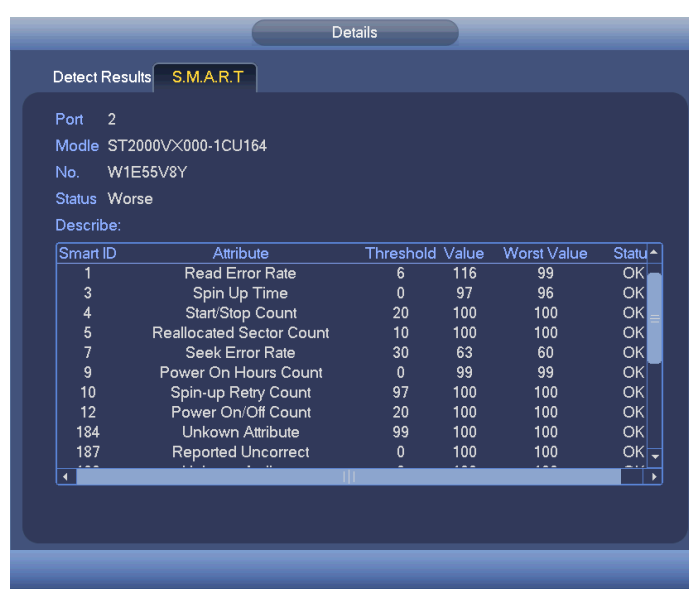 Details
Detect Results S.M.A.R.T
Port 2
Modle ST2000VX000-1CU164
No. W1E55V8Y
Status Worse
Describe:
Smart ID Attribute Threshold Value Worst Value Statu
1 Read Error Rate 6 116 99 OK
3 Spin Up Time 0 97 96 OK
4 Start/Stop Count 20 100 100 OK
5 Reallocated Sector Count 10 100 100 OK
7 Seek Error Rate 30 63 60 OK
9 Power On Hours Count 0 99 99 OK
10 Spin-up Retry Count 97 100 100 OK
12 Power On/Off Count 20 100 100 OK
184 Unkown Attribute 99 100 100 OK
187 Reported Uncorrect 0 100 100 OK